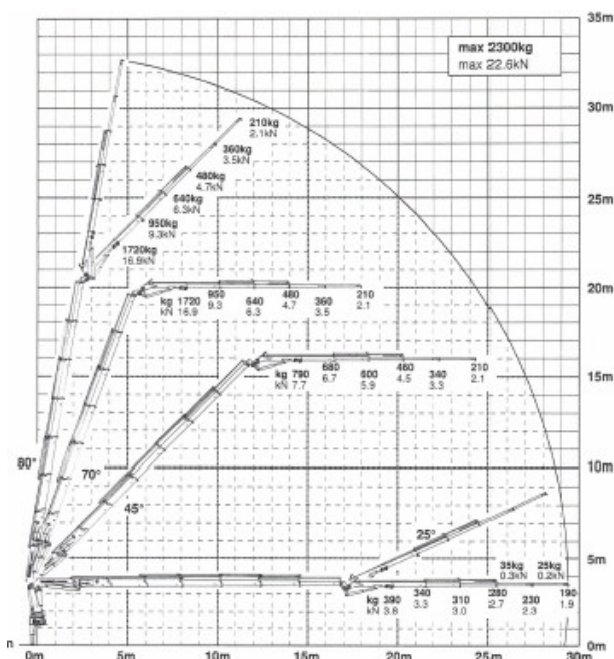 35m
max 2300kg
max 22.6kN
30m
210kg
2.1kN
360kg
3.5kN
480kg
4.7kN
640kg
6.3kN
950kg
9.3kN
1720kg
16.9kN
25m
20m
kg 1720 950 640 480 360 210
kN 16.9 9.3 6.3 4.7 3.5 2.1
15m
kg 790 680 600 460 340 210
kN 7.7 6.7 5.9 4.5 3.3 2.1
80°
70°
10m
45°
25°
5m
35kg 25kg
0.3kN 0.2kN
kg 390 340 310 280 230 190
kN 3.8 3.3 3.0 2.7 2.3 1.9
0m
n 0m 5m 10m 15m 20m 25m 30m